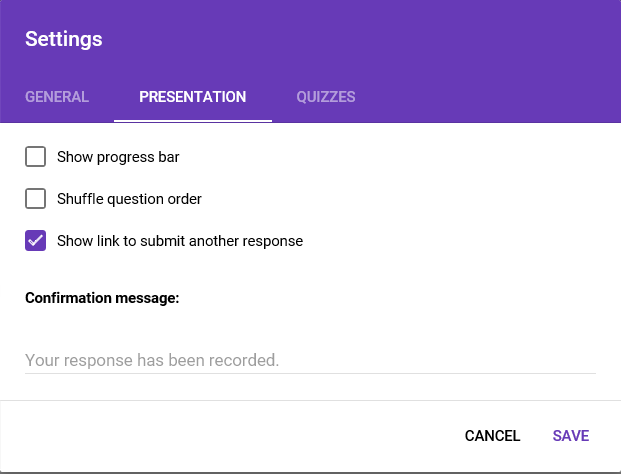 Settings
GENERAL PRESENTATION QUIZZES
Show progress bar
Shuffle question order
Show link to submit another response
Confirmation message:
Your response has been recorded.
CANCEL SAVE